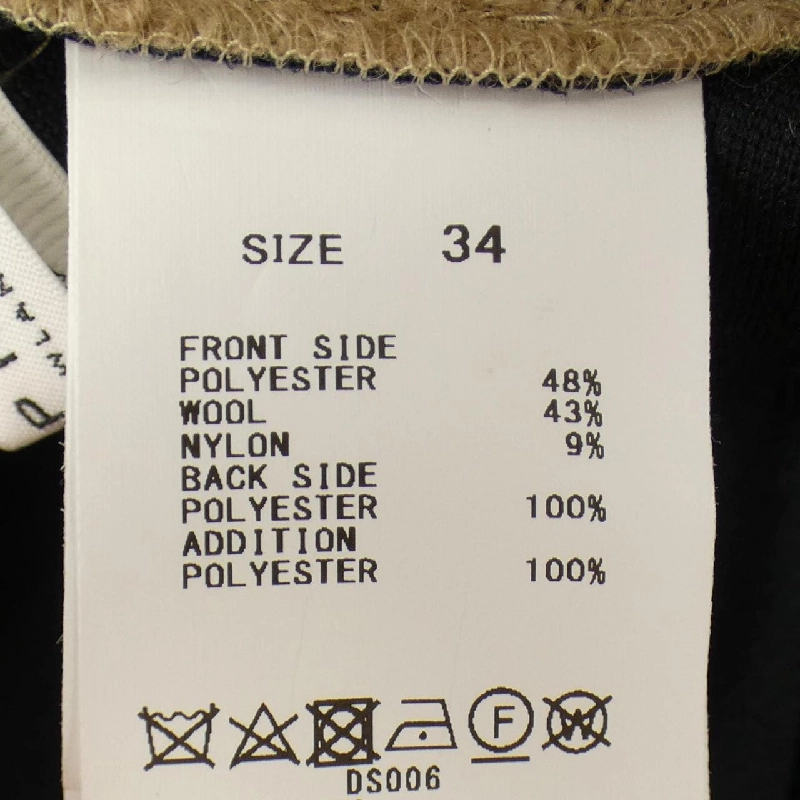 SIZE 34
FRONT SIDE
POLYESTER 48%
WOOL 43%
NYLON 9%
BACK SIDE
POLYESTER 100%
ADDITION
POLYESTER 100%
F W
DS006